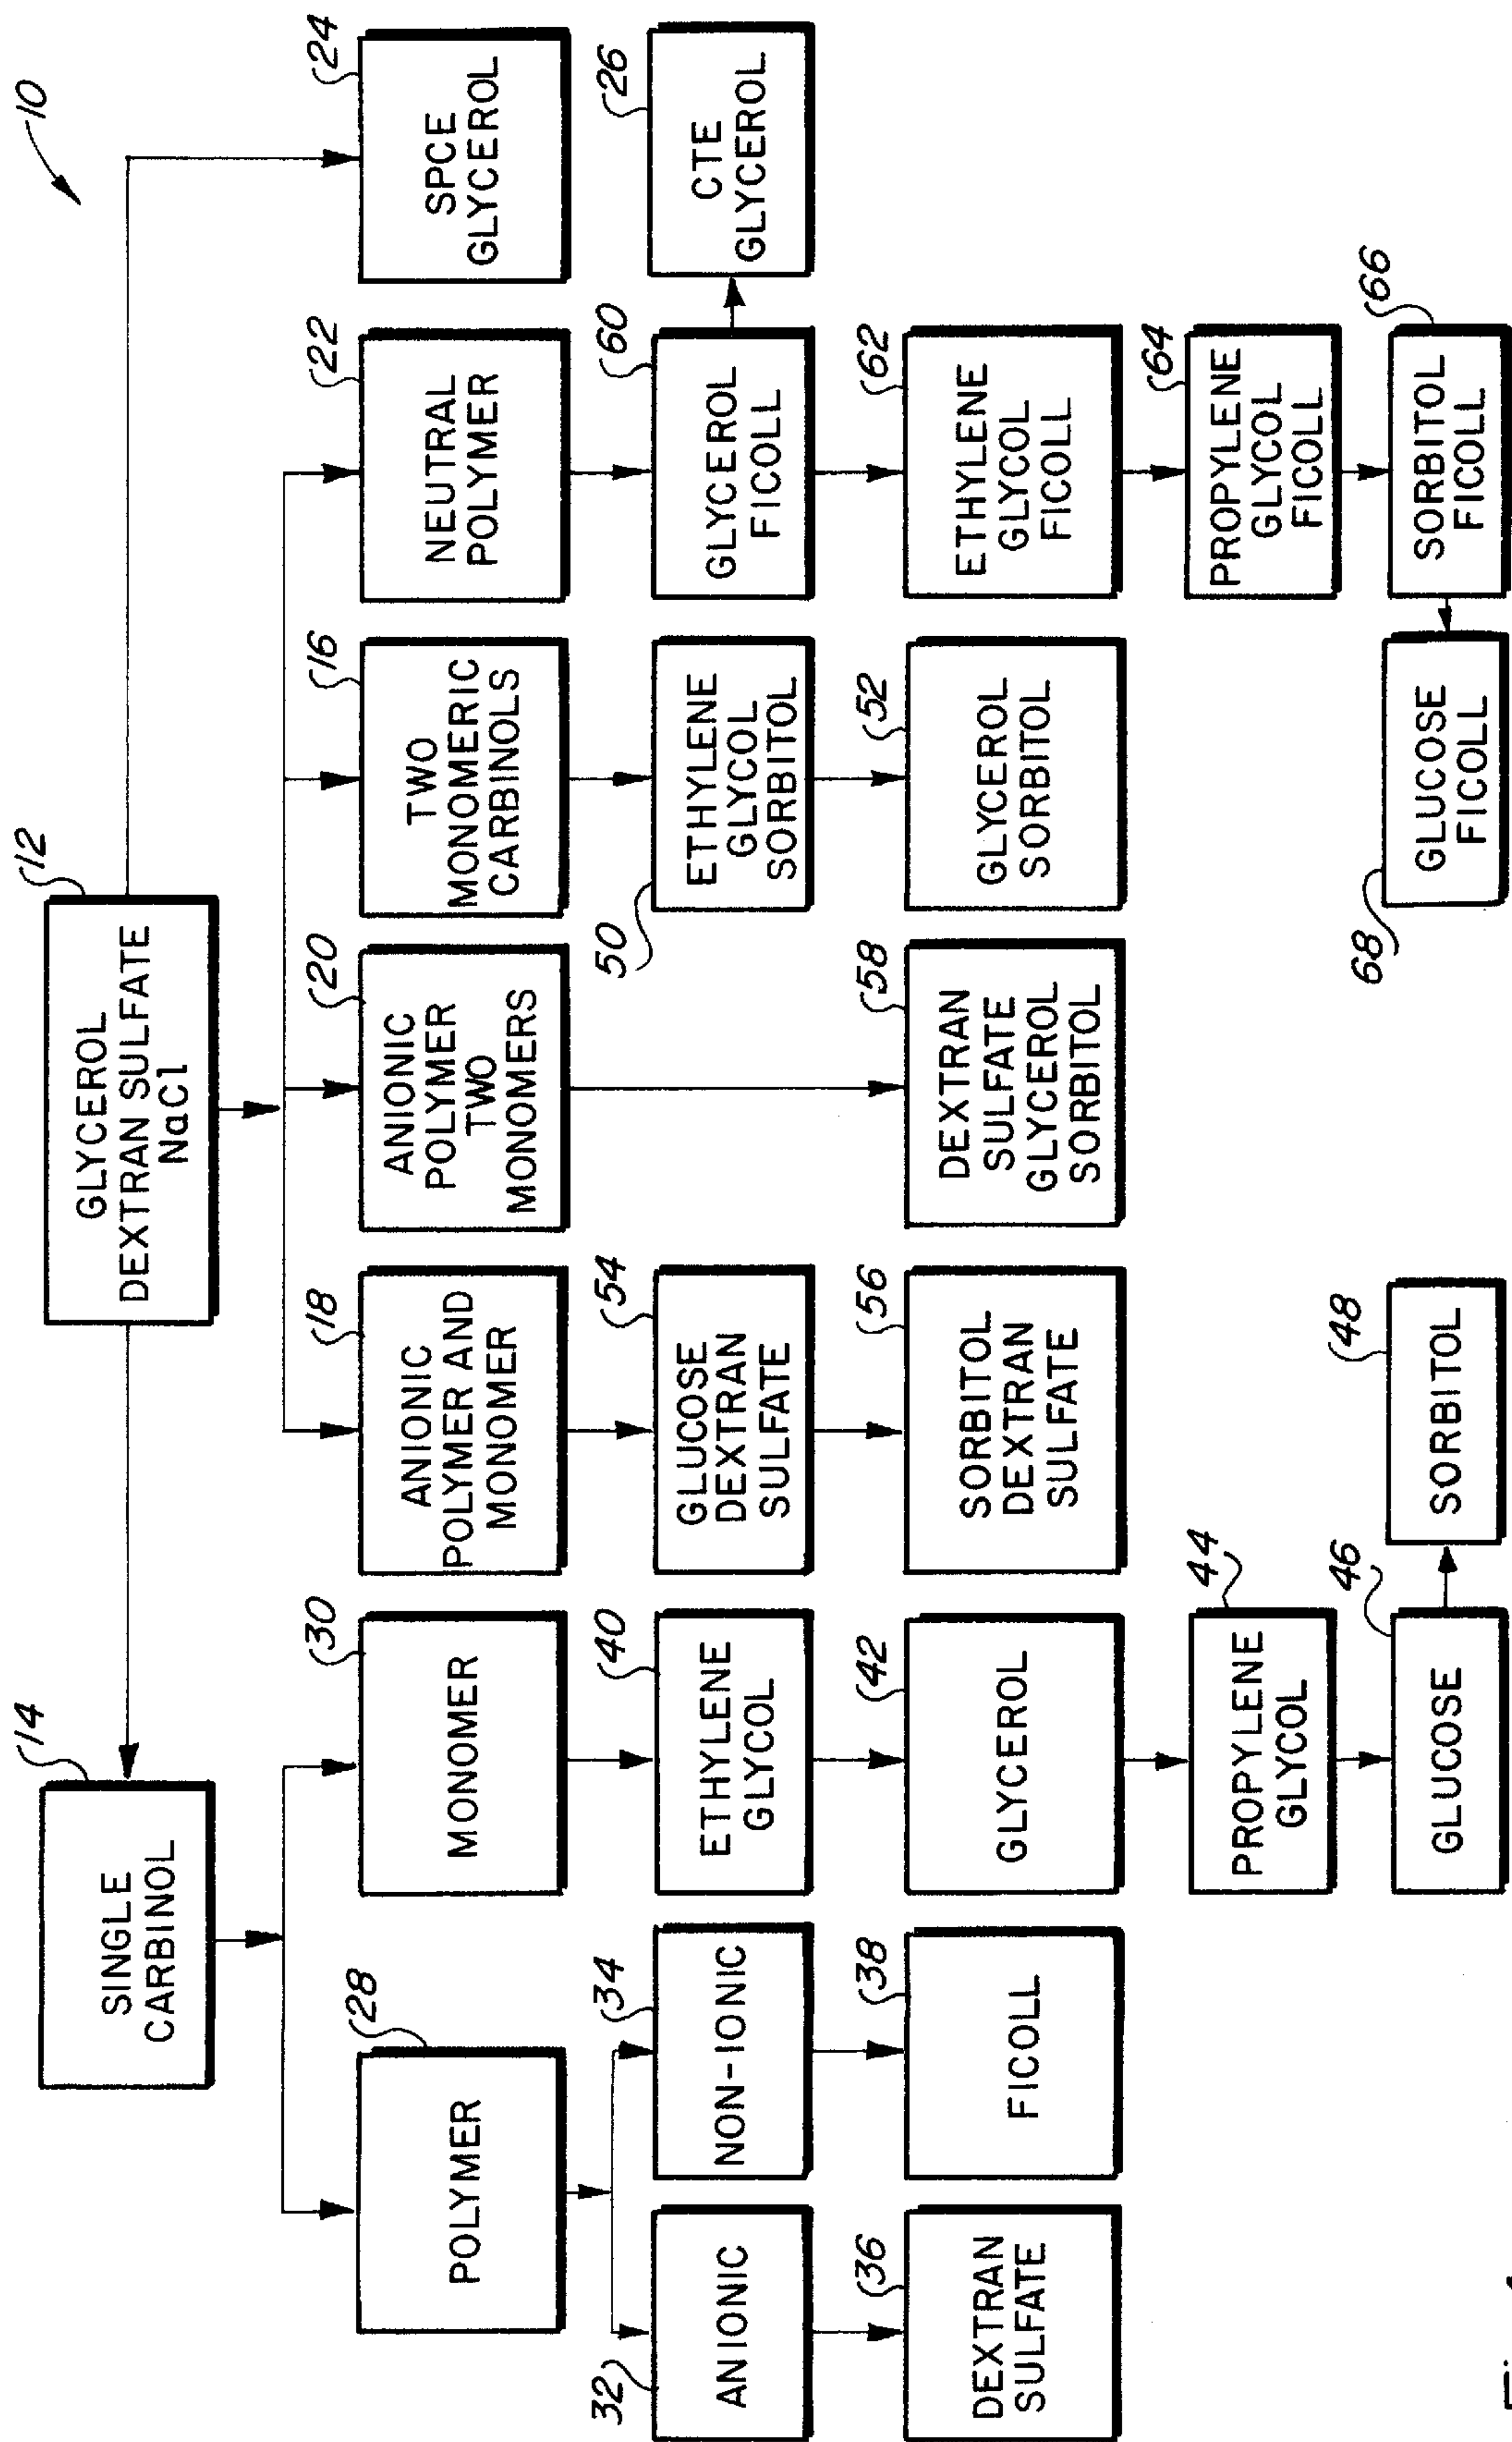 10
12
GLYCEROL
DEXTRAN SULFATE
NaCl
14
SINGLE
CARBINOL
28
POLYMER
30
MONOMER
18
ANIONIC
POLYMER AND
MONOMER
20
ANIONIC
POLYMER
TWO
MONOMERS
16
TWO
MONOMERIC
CARBINOLS
22
NEUTRAL
POLYMER
24
SPCE
GLYCEROL
32
ANIONIC
34
NON-IONIC
40
ETHYLENE
GLYCOL
54
GLUCOSE
DEXTRAN
SULFATE
50
ETHYLENE
GLYCOL
SORBITOL
60
GLYCEROL
FICOLL
26
CTE
GLYCEROL
36
DEXTRAN
SULFATE
38
FICOLL
42
GLYCEROL
56
SORBITOL
DEXTRAN
SULFATE
58
DEXTRAN
SULFATE
GLYCEROL
SORBITOL
52
GLYCEROL
SORBITOL
62
ETHYLENE
GLYCOL
FICOLL
44
PROPYLENE
GLYCOL
64
PROPYLENE
GLYCOL
FICOLL
46
GLUCOSE
48
SORBITOL
68
GLUCOSE
FICOLL
66
SORBITOL
FICOLL